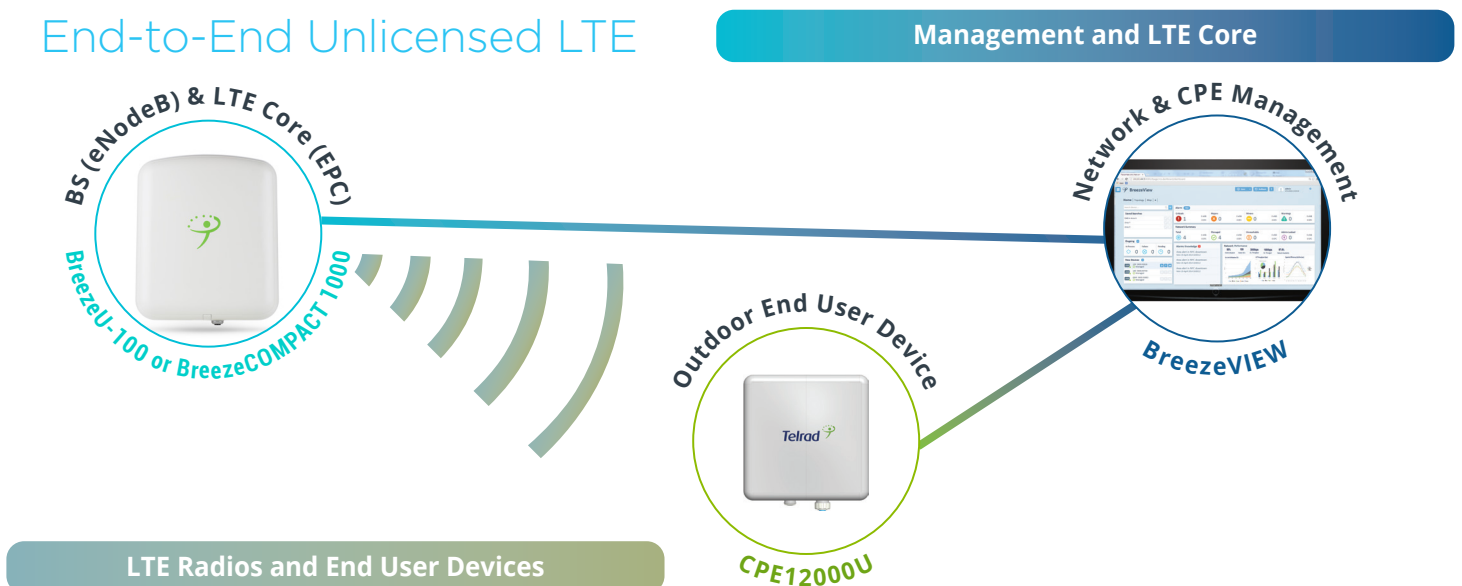 End-to-End Unlicensed LTE
Management and LTE Core
BS (eNodeB) & LTE Core (EPC)
BreezeU-100 or BreezeCOMPACT 1000
Network & CPE Management
BreezeView
BreezeVIEW
Outdoor End User Device
Telrad
CPE12000U
LTE Radios and End User Devices